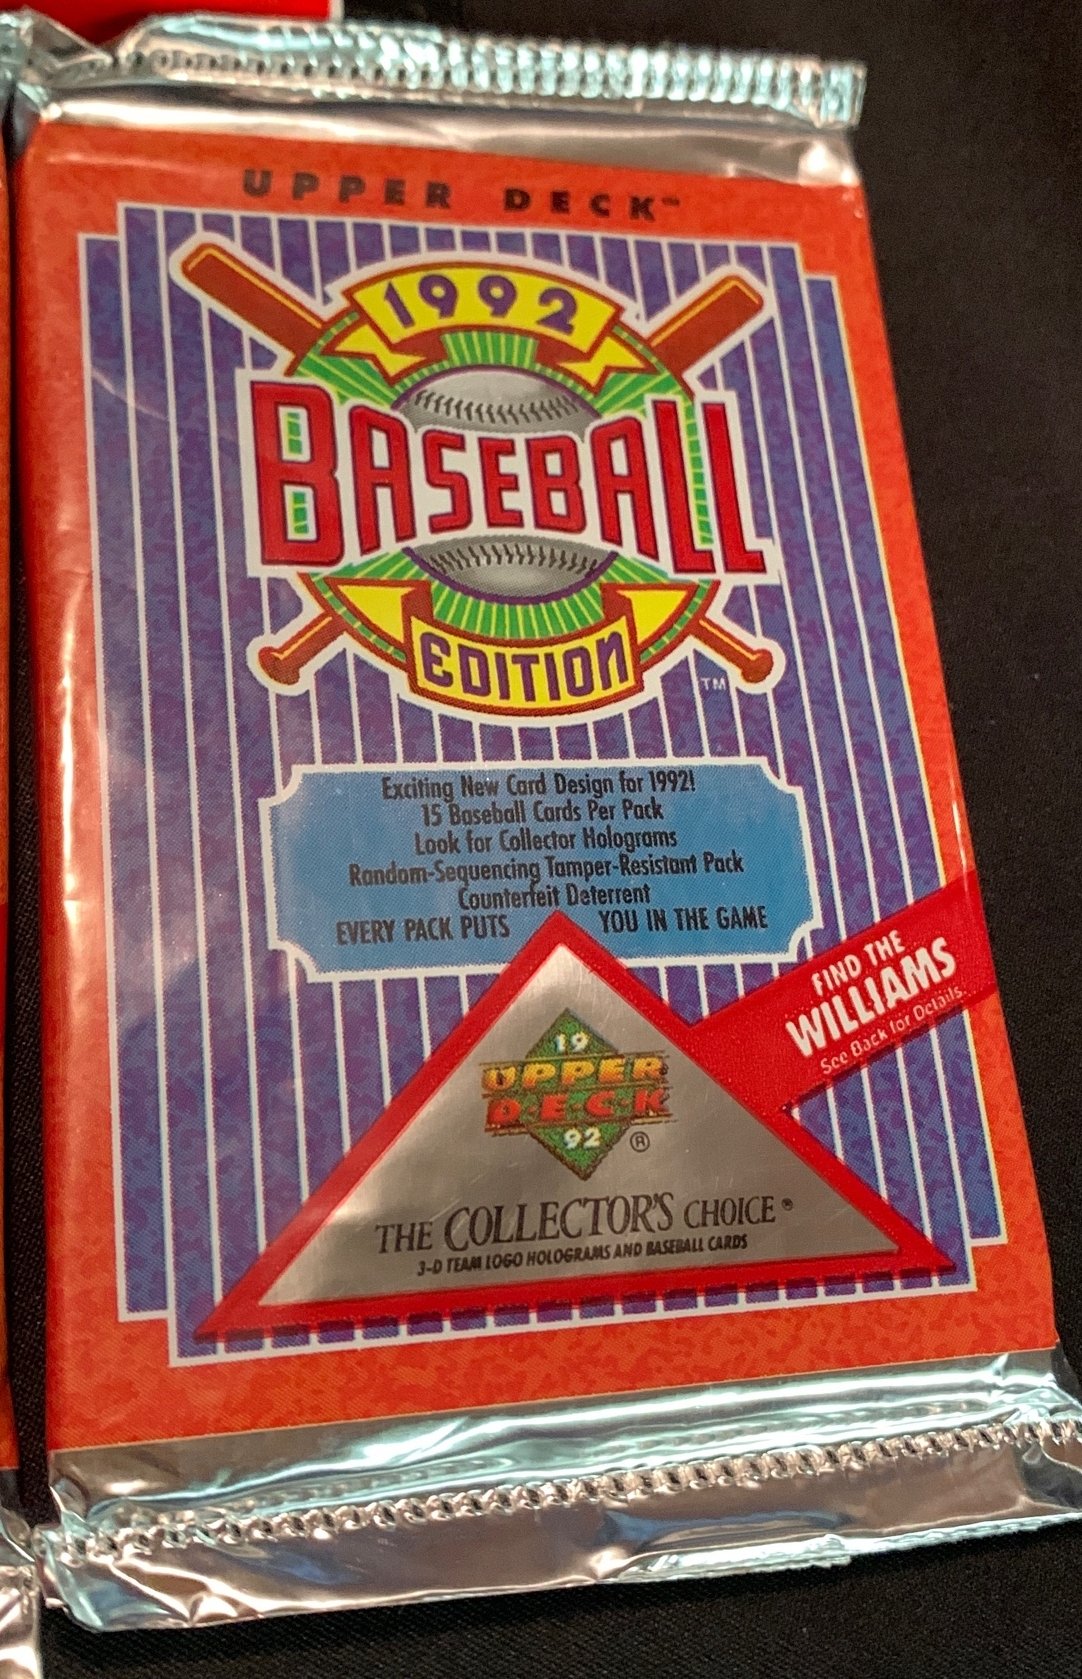 UPPER DECK™
1992
BASEBALL
EDITION
TM
Exciting New Card Design for 1992!
15 Baseball Cards Per Pack
Look for Collector Holograms
Random-Sequencing Tamper-Resistant Pack
Counterfeit Deterrent
EVERY PACK PUTS YOU IN THE GAME
FIND THE
WILLIAMS
See Back for Details.
19
UPPER
D·E·C·K
92 ®
THE COLLECTOR'S CHOICE®
3-D TEAM LOGO HOLOGRAMS AND BASEBALL CARDS